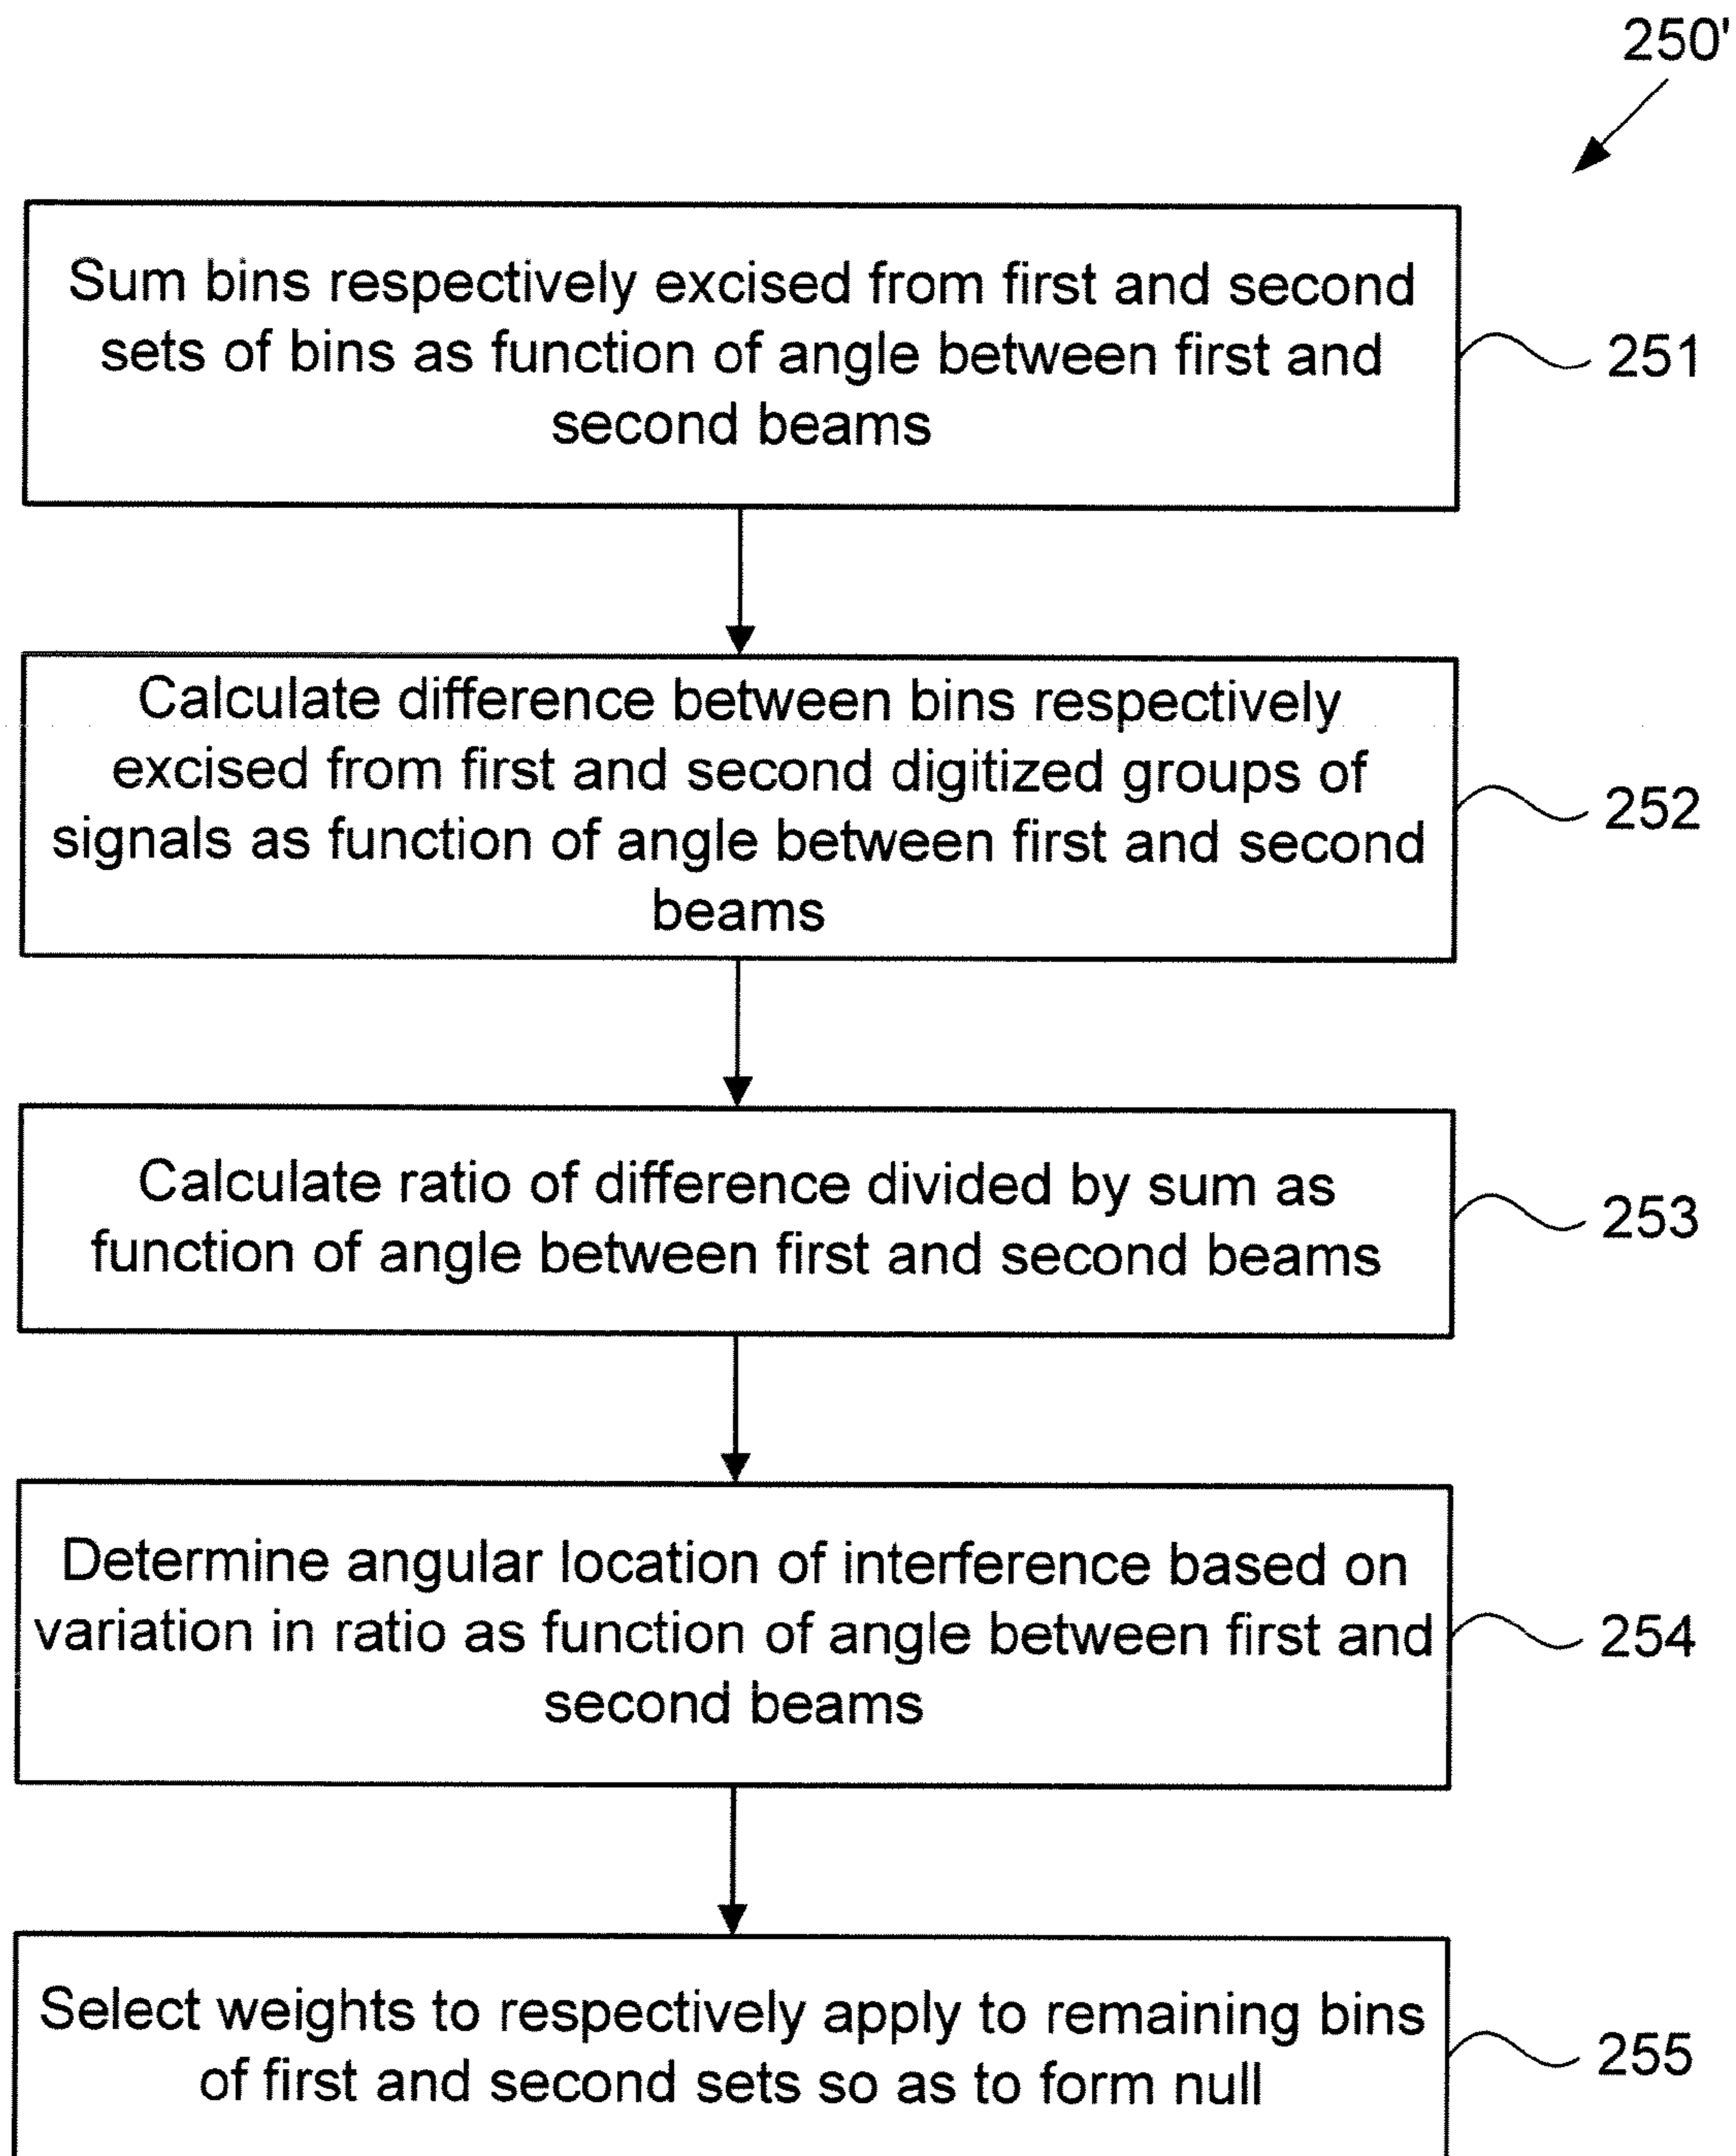 250'
Sum bins respectively excised from first and second
sets of bins as function of angle between first and
second beams
251
Calculate difference between bins respectively
excised from first and second digitized groups of
signals as function of angle between first and second
beams
252
Calculate ratio of difference divided by sum as
function of angle between first and second beams
253
Determine angular location of interference based on
variation in ratio as function of angle between first and
second beams
254
Select weights to respectively apply to remaining bins
of first and second sets so as to form null
255